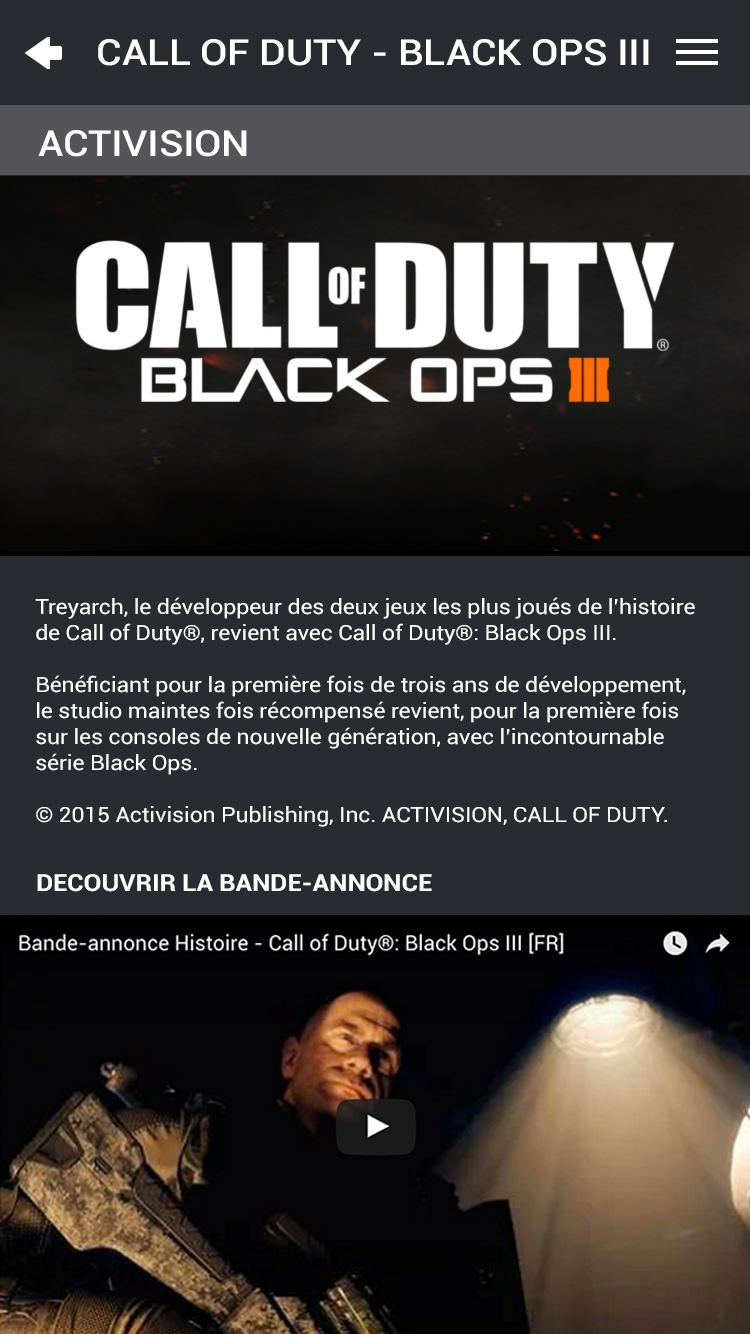 CALL OF DUTY - BLACK OPS III
ACTIVISION
CALL OF DUTY®
BLACK OPS III
Treyarch, le développeur des deux jeux les plus joués de l'histoire
de Call of Duty®, revient avec Call of Duty®: Black Ops III.
Bénéficiant pour la première fois de trois ans de développement,
le studio maintes fois récompensé revient, pour la première fois
sur les consoles de nouvelle génération, avec l'incontournable
série Black Ops.
© 2015 Activision Publishing, Inc. ACTIVISION, CALL OF DUTY.
DECOUVRIR LA BANDE-ANNONCE
Bande-annonce Histoire - Call of Duty®: Black Ops III [FR]